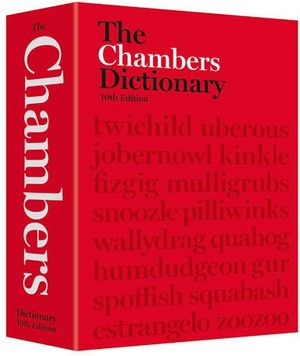 The
Chambers
Dictionary
10th Edition
The
Chambers
Dictionary
10th Edition
twichild uberous
jobernowl kinkle
fizgig mulligrubs
snoozle pilliwinks
wallydrag quahog
humdudgeon gur
spoffish squabash
estrangelo zoozoo